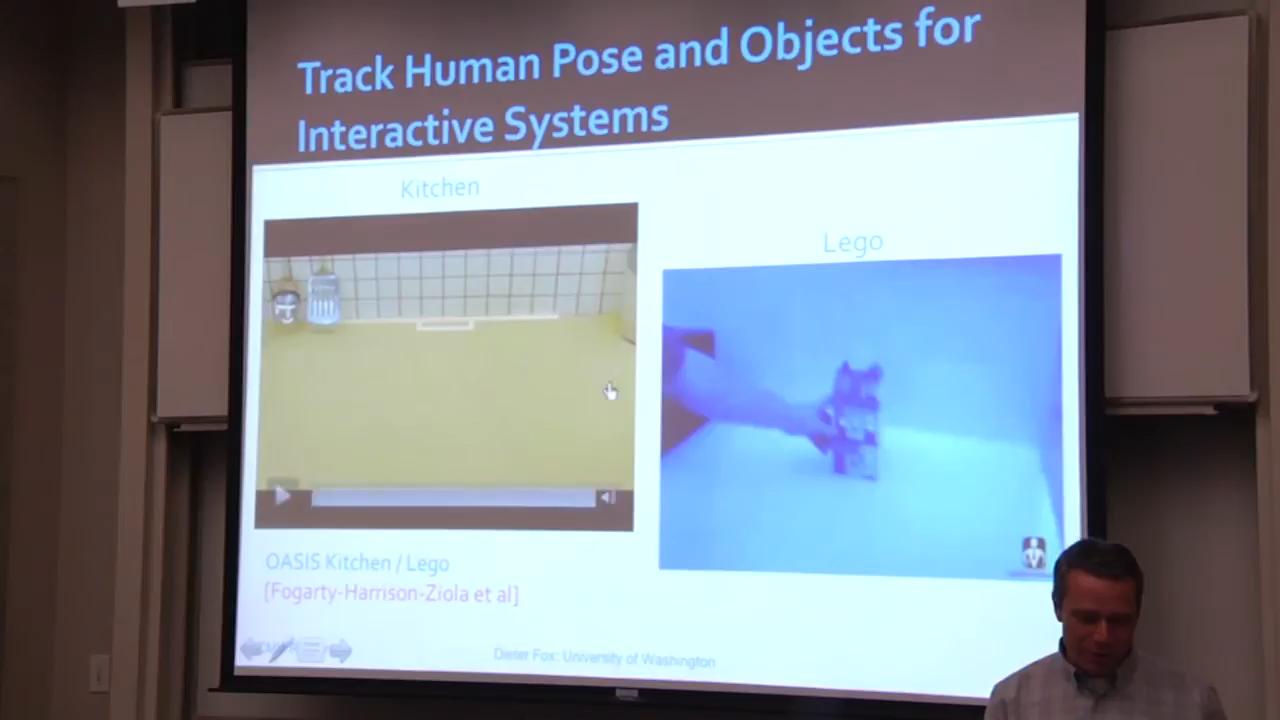 Track Human Pose and Objects for
Interactive Systems
Kitchen
Lego
OASIS Kitchen / Lego
[Fogarty-Harrison-Ziola et al]
Dieter Fox: University of Washington